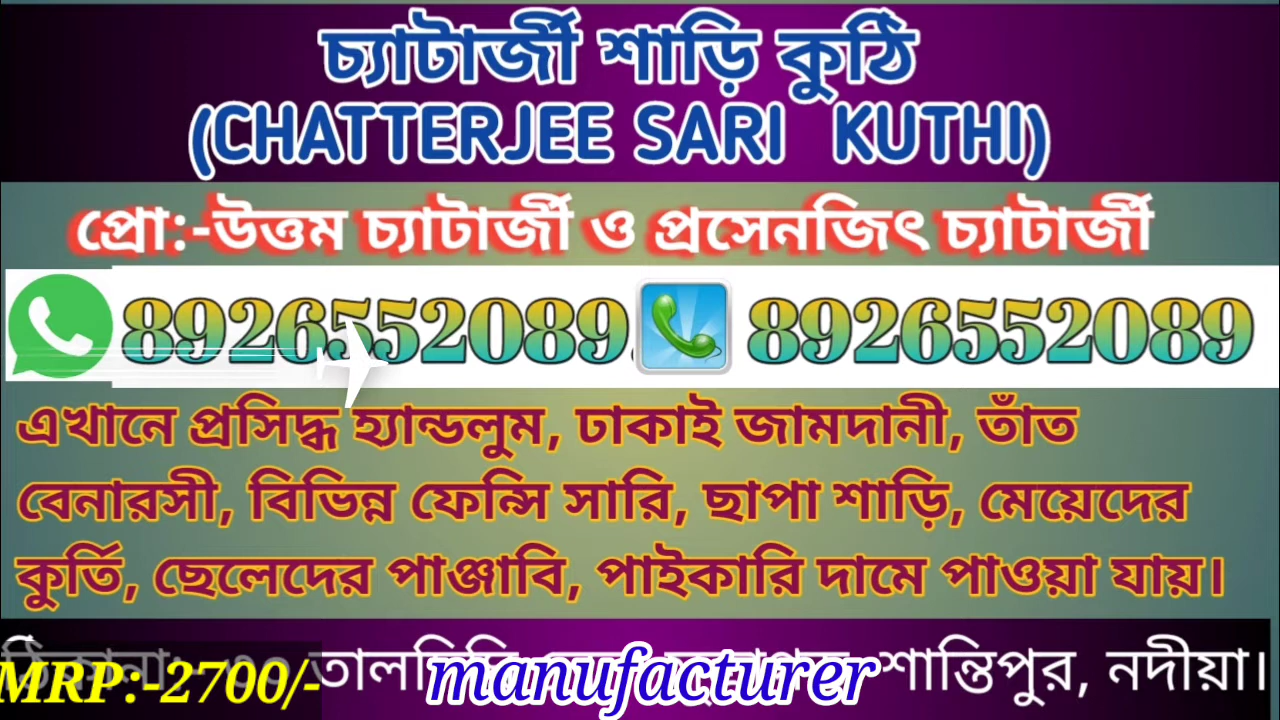 চ্যাটার্জী শাড়ি কুঠি
(CHATTERJEE SARI KUTHI)
প্রো:-উত্তম চ্যাটার্জী ও প্রসেনজিৎ চ্যাটার্জী
8926552089 8926552089
এখানে প্রসিদ্ধ হ্যান্ডলুম, ঢাকাই জামদানী, তাঁত
বেনারসী, বিভিন্ন ফেন্সি সারি, ছাপা শাড়ি, মেয়েদের
কুর্তি, ছেলেদের পাঞ্জাবি, পাইকারি দামে পাওয়া যায়।
শান্তিপুর, নদীয়া।
MRP:-2700/- manufacturer